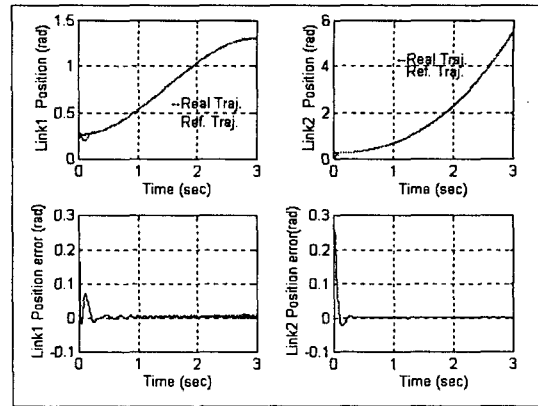 Link1 Position (rad)
1.5
1
0.5
0
--Real Traj.
Ref. Traj.
0 1 2 3
Time (sec)
Link2 Position (rad)
6
4
2
0
--Real Traj.
Ref. Traj.
0 1 2 3
Time (sec)
Link1 Position error (rad)
0.3
0.2
0.1
0
-0.1
0 1 2 3
Time (sec)
Link2 Position error(rad)
0.3
0.2
0.1
0
-0.1
0 1 2 3
Time (sec)